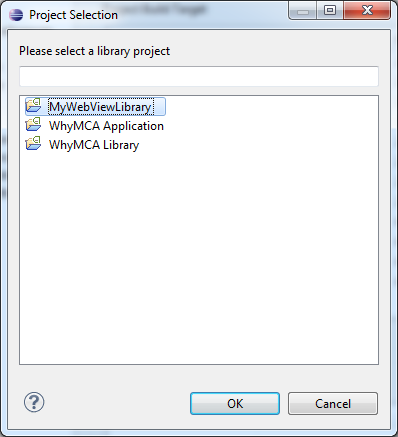 Project Selection
Please select a library project
MyWebViewLibrary
WhyMCA Application
WhyMCA Library
OK
Cancel